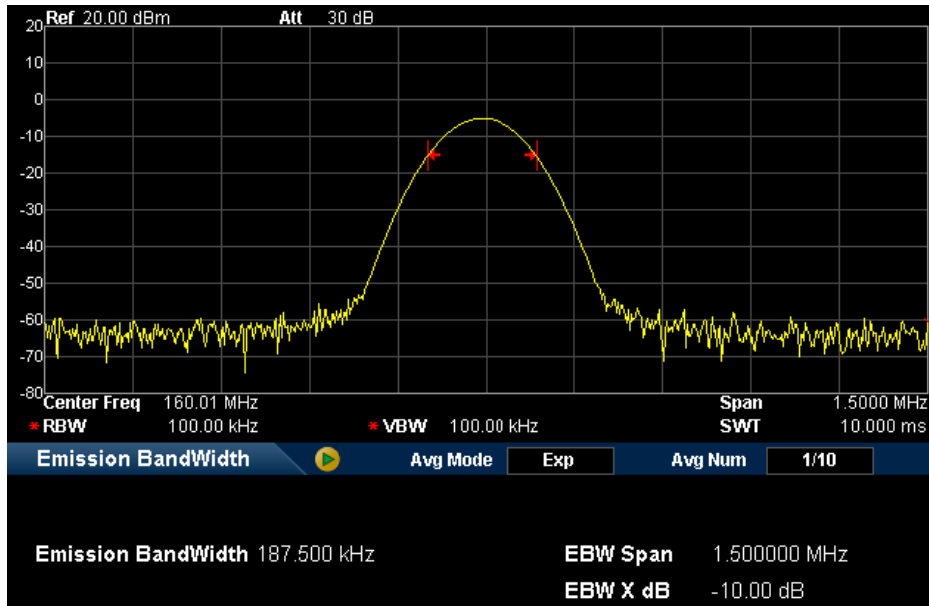 Ref 20.00 dBm Att 30 dB
20
10
0
-10
-20
-30
-40
-50
-60
-70
-80
Center Freq 160.01 MHz Span 1.5000 MHz
* RBW 100.00 kHz * VBW 100.00 kHz SWT 10.000 ms
Emission BandWidth Avg Mode Exp Avg Num 1/10
Emission BandWidth 187.500 kHz EBW Span 1.500000 MHz
EBW X dB -10.00 dB